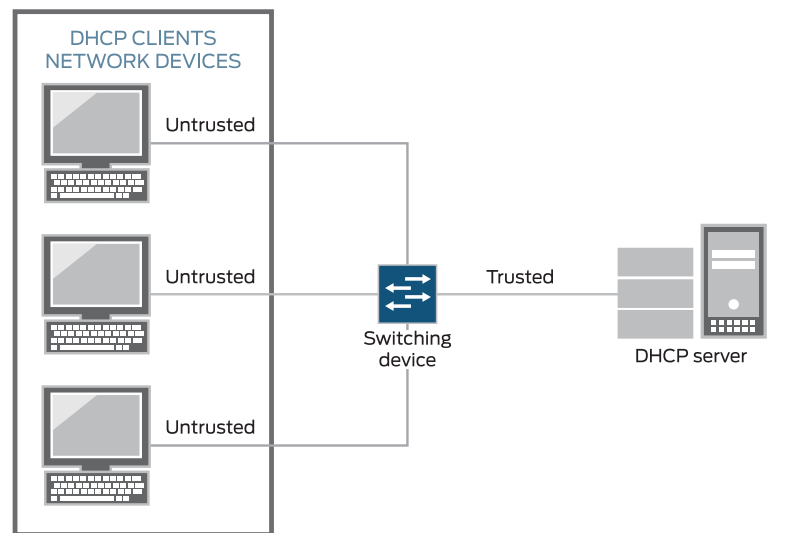 DHCP CLIENTS
NETWORK DEVICES
Untrusted
Untrusted
Trusted
Switching
device
DHCP server
Untrusted